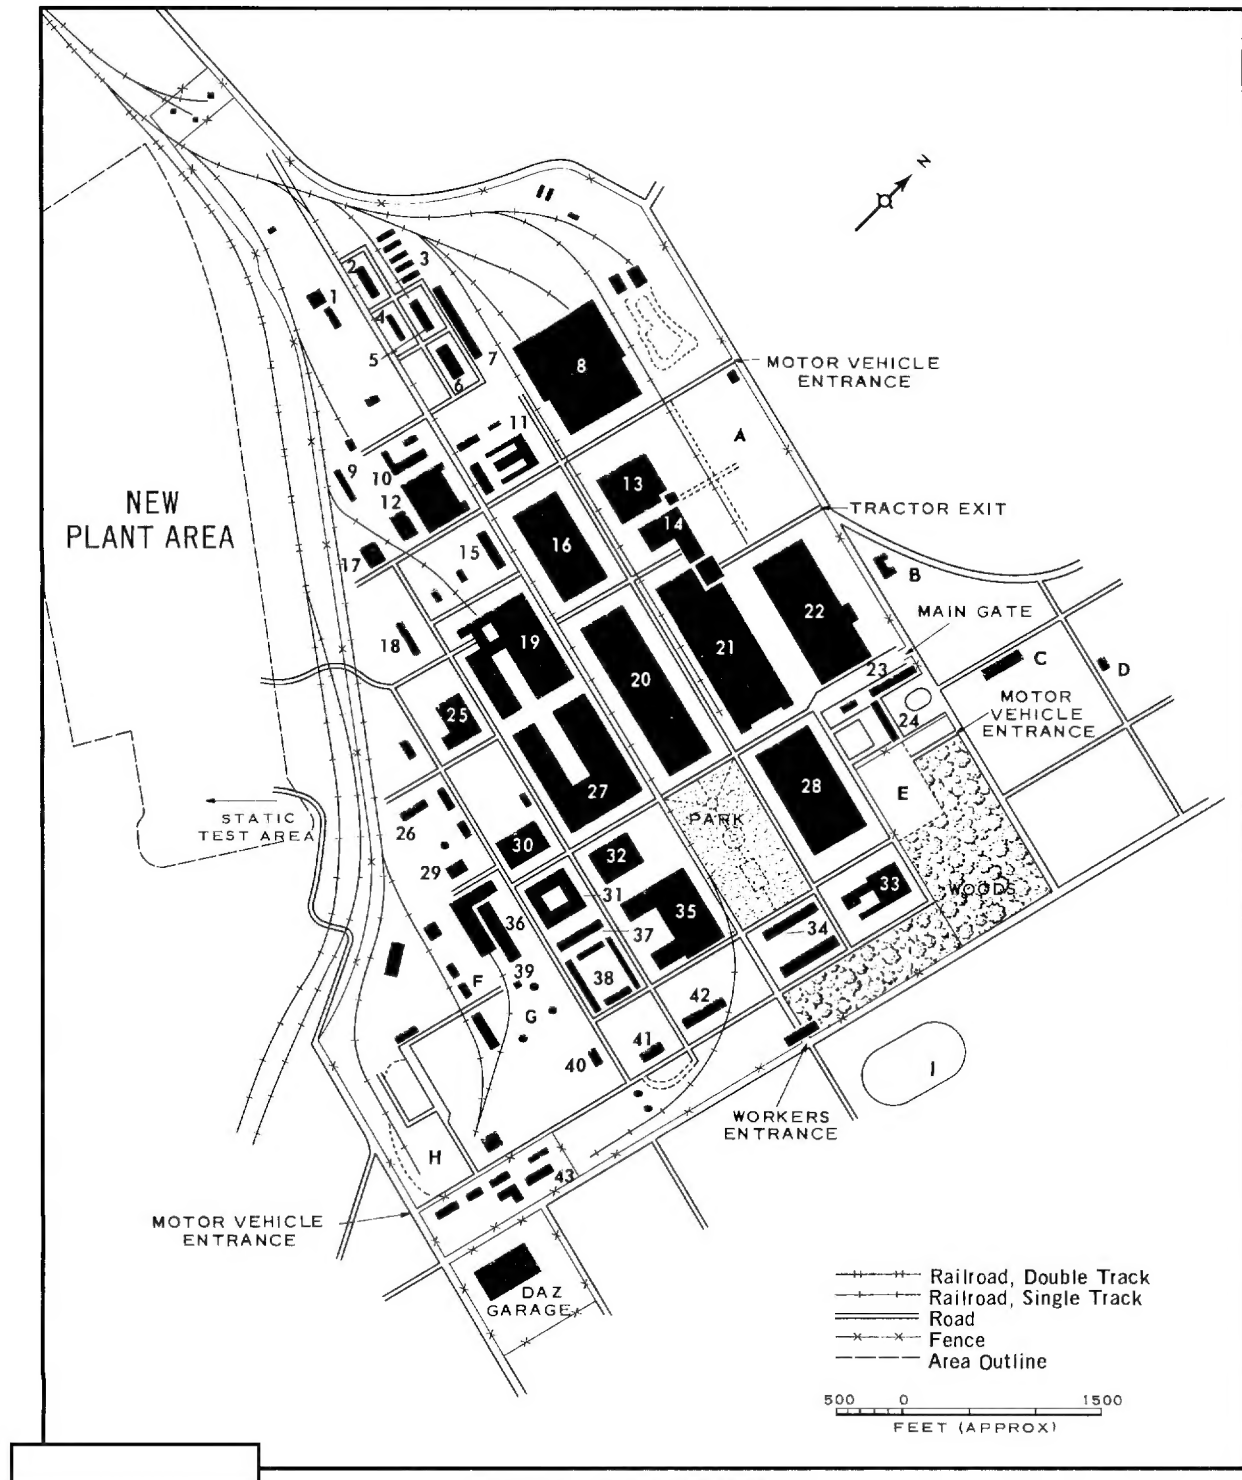 N
2
3
1
4
5
7
6
8
MOTOR VEHICLE
ENTRANCE
11
A
9
10
13
12
NEW
PLANT AREA
TRACTOR EXIT
14
15
16
17
B
MAIN GATE
22
18
19
21
20
23
C
D
MOTOR
VEHICLE
ENTRANCE
25
24
STATIC
TEST AREA
26
27
28
E
PARK
30
32
29
31
33
WOODS
36
35
37
34
39
38
F
42
G
41
40
I
WORKERS
ENTRANCE
H
43
MOTOR VEHICLE
ENTRANCE
DAZ
GARAGE
Railroad, Double Track
Railroad, Single Track
Road
Fence
Area Outline
500 0 1500
FEET (APPROX)